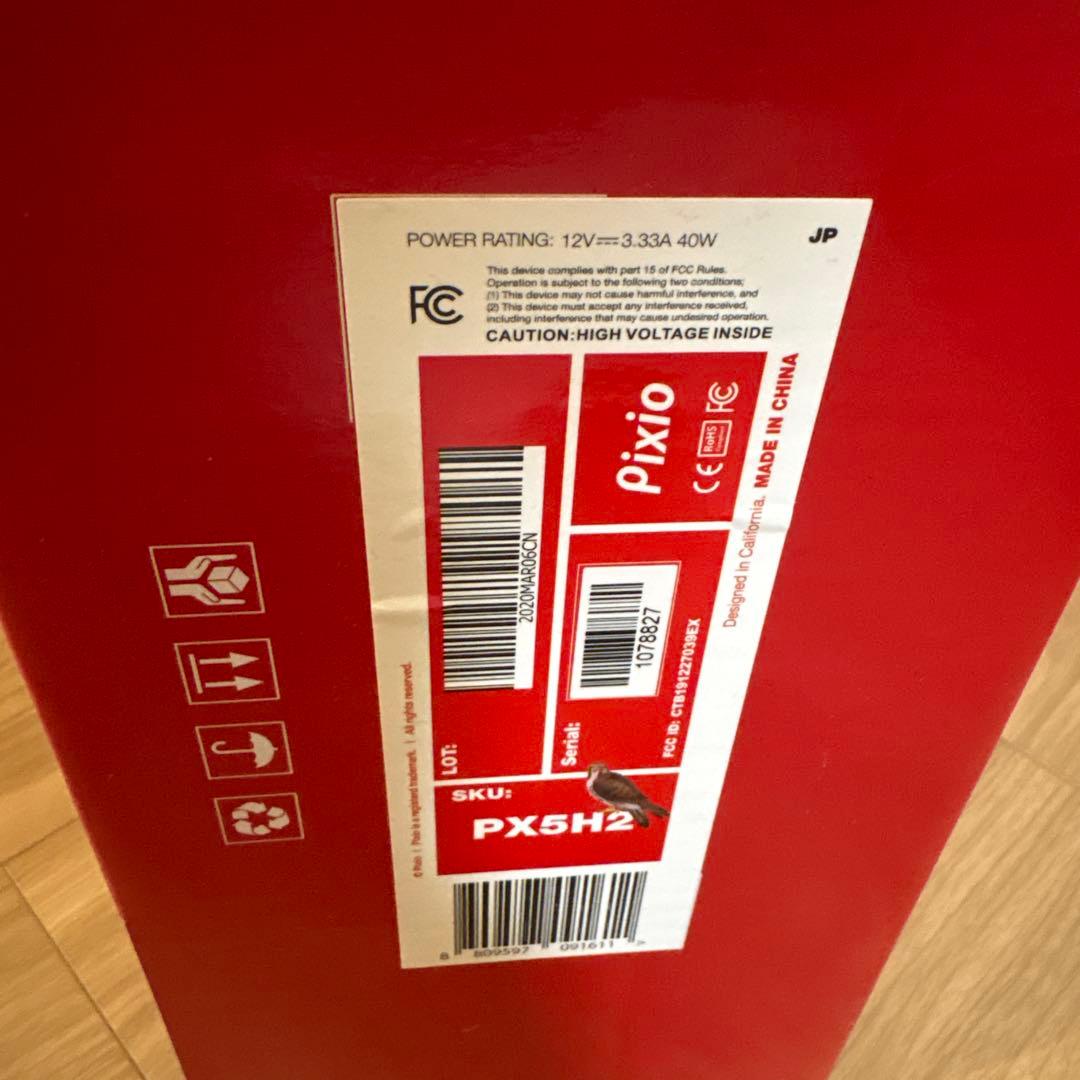 POWER RATING: 12V⎓3.33A 40W
JP
FC
This device complies with part 15 of FCC Rules.
Operation is subject to the following two conditions;
(1) This device may not cause harmful interference, and
(2) This device must accept any interference received,
including interference that may cause undesired operation.
CAUTION:HIGH VOLTAGE INSIDE
Pixio
CE RoHS FC
Designed in California. MADE IN CHINA
LOT:
2020MAR06CN
Serial:
1078827
FCC ID: CTB191227039EX
© Pixio | Pixio is a registered trademark. | All rights reserved.
SKU:
PX5H2
8 809597 091611 >